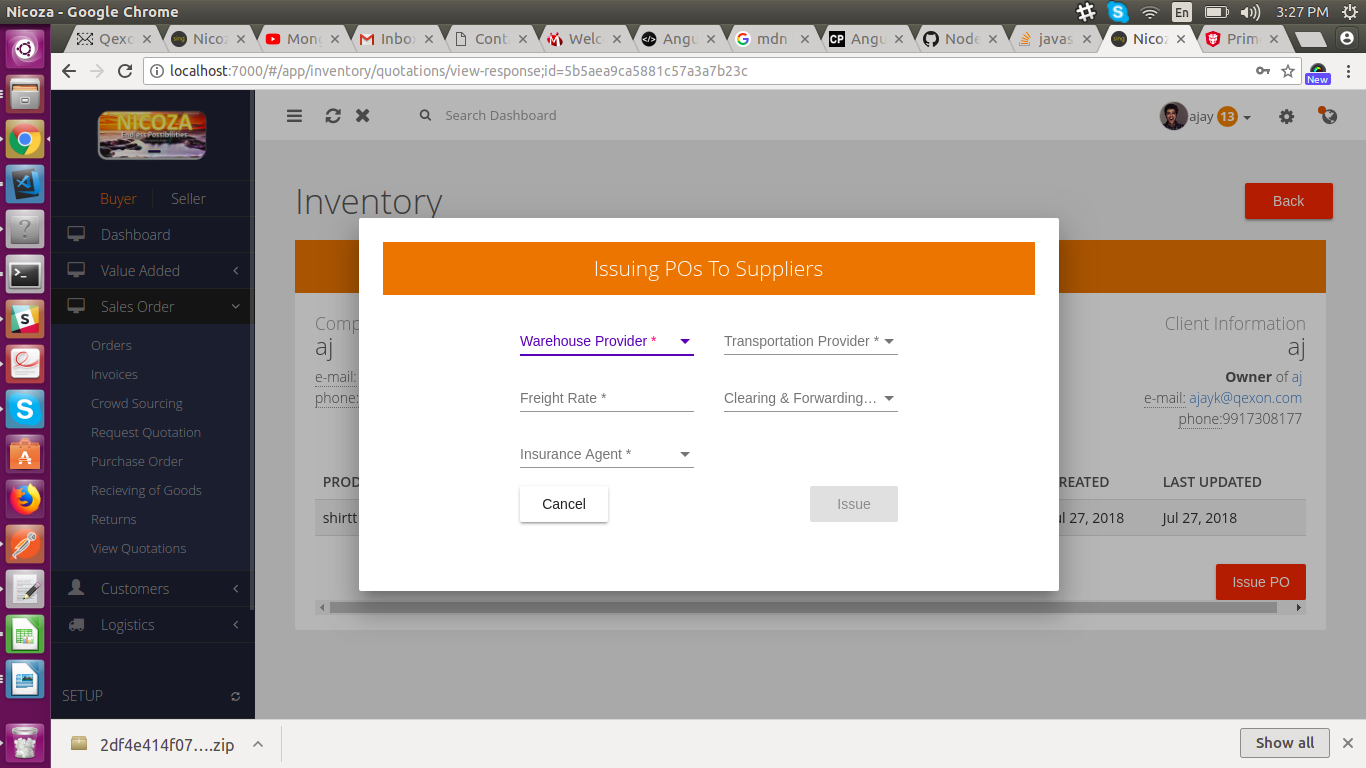 Nicoza - Google Chrome
En
3:27 PM
Qexon
Nicoz
Mong
Inbo
Cont
Welc
Angu
mdn
Angu
Node
javas
Nicoz
Prim
localhost:7000/#/app/inventory/quotations/view-response;id=5b5aea9ca5881c57a3a7b23c
New
NICOZA
Endless Possibilities
Search Dashboard
ajay 13
Buyer
Seller
Dashboard
Value Added
Sales Order
Orders
Invoices
Crowd Sourcing
Request Quotation
Purchase Order
Recieving of Goods
Returns
View Quotations
Customers
Logistics
SETUP
Inventory
Back
Comp
aj
e-mail:
phone:
Client Information
aj
Owner of aj
e-mail: ajayk@qexon.com
phone:9917308177
PROD
REATED
LAST UPDATED
shirtt
ul 27, 2018
Jul 27, 2018
Issue PO
Issuing POs To Suppliers
Warehouse Provider *
Transportation Provider *
Freight Rate *
Clearing & Forwarding…
Insurance Agent *
Cancel
Issue
2df4e414f07....zip
Show all